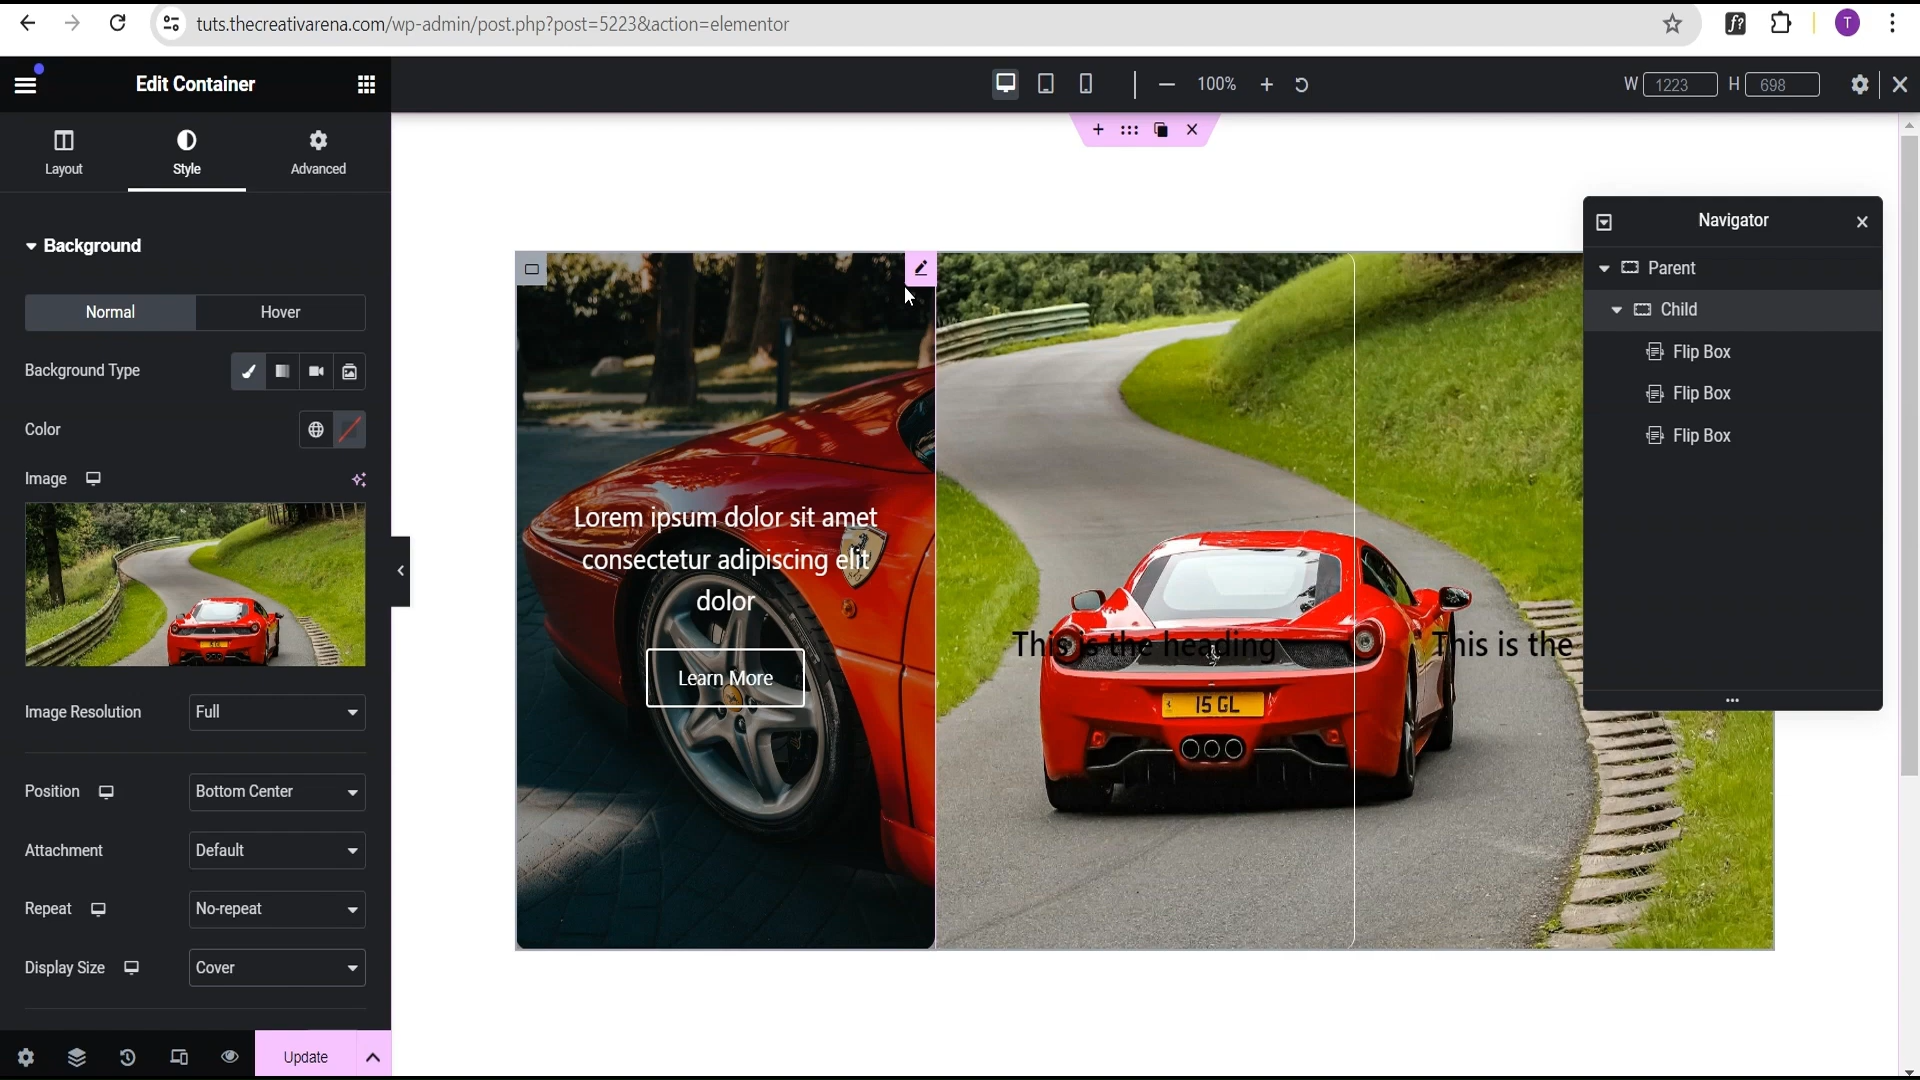 tuts.thecreativarena.com/wp-admin/post.php?post=5223&action=elementor
f?
T
Edit Container
100%
W 1223 H 698
Layout
Style
Advanced
Background
Normal
Hover
Background Type
Color
Image
Image Resolution
Full
Position
Bottom Center
Attachment
Default
Repeat
No-repeat
Display Size
Cover
Update
Lorem ipsum dolor sit amet
consectetur adipiscing elit
dolor
Learn More
This is the heading
15 GL
This is the
Navigator
Parent
Child
Flip Box
Flip Box
Flip Box